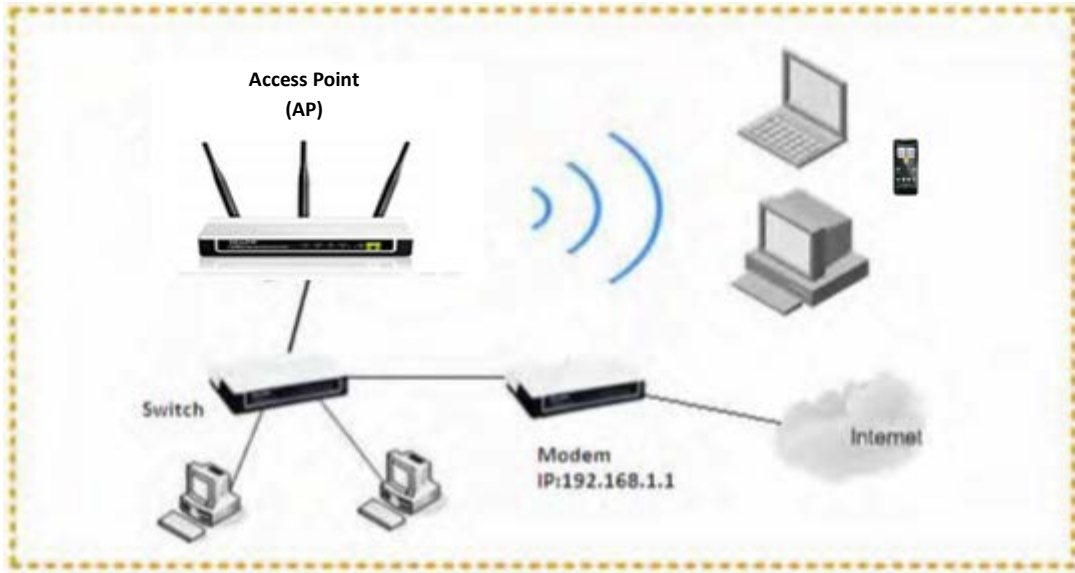 Access Point
(AP)
Switch
Modem
IP:192.168.1.1
Internet